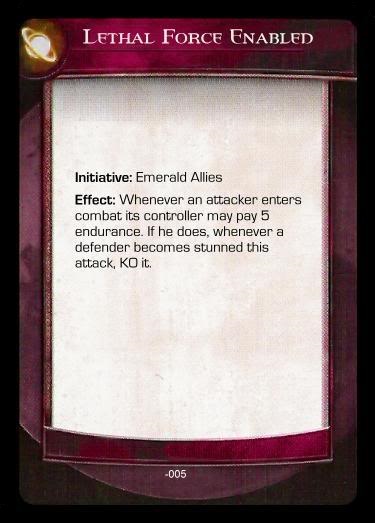 Lethal Force Enabled
Initiative: Emerald Allies
Effect: Whenever an attacker enters
combat its controller may pay 5
endurance. If he does, whenever a
defender becomes stunned this
attack, KO it.
-005